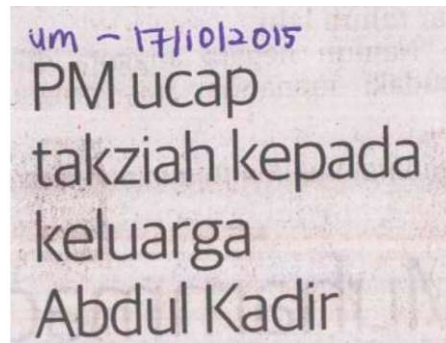 um - 17/10/2015
PM ucap
takziah kepada
keluarga
Abdul Kadir